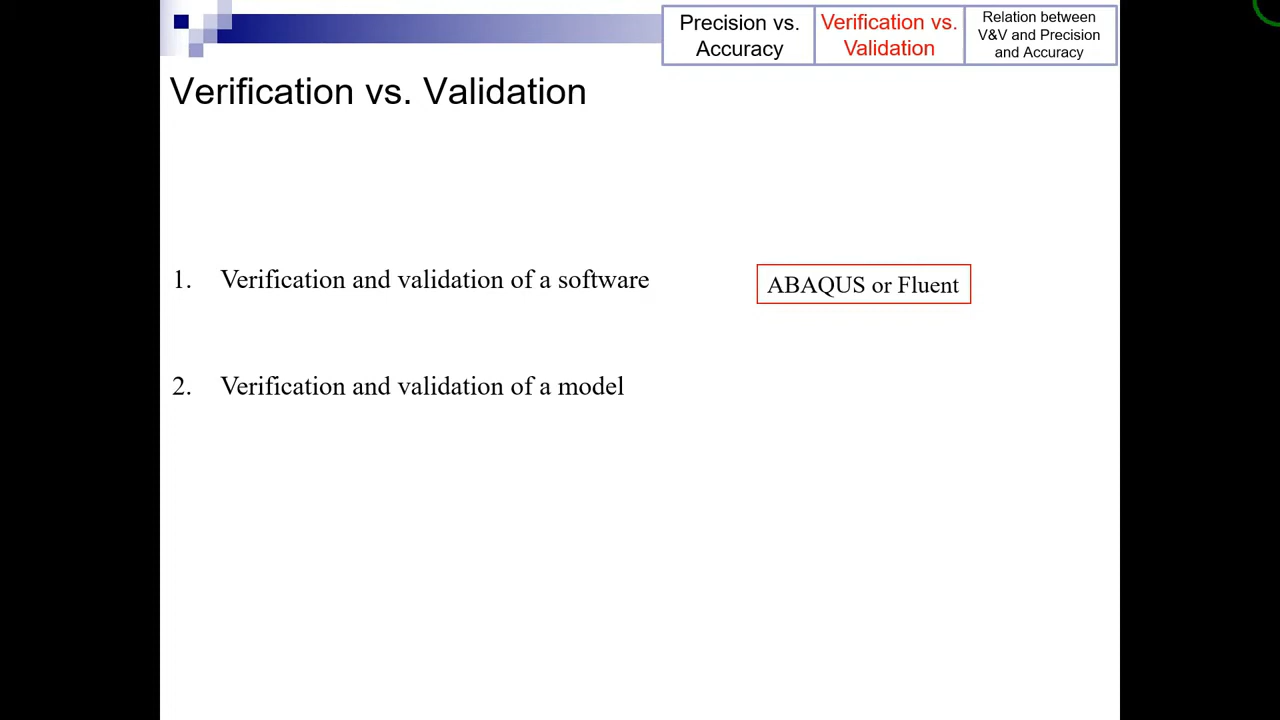 Precision vs.
Accuracy
Verification vs.
Validation
Relation between
V&V and Precision
and Accuracy
Verification vs. Validation
1. Verification and validation of a software
ABAQUS or Fluent
2. Verification and validation of a model